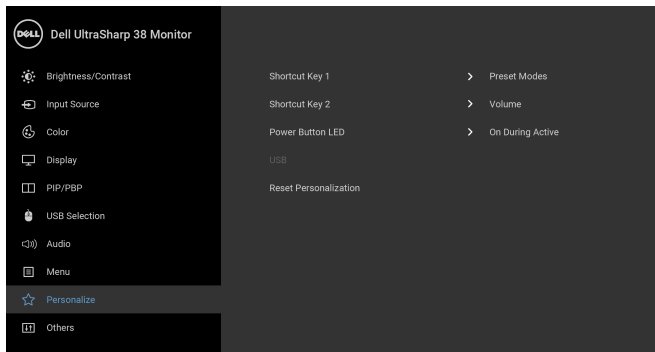 DELL Dell UltraSharp 38 Monitor
Brightness/Contrast
Shortcut Key 1 > Preset Modes
Input Source
Shortcut Key 2 > Volume
Color
Power Button LED > On During Active
Display
USB
PIP/PBP
Reset Personalization
USB Selection
Audio
Menu
Personalize
Others